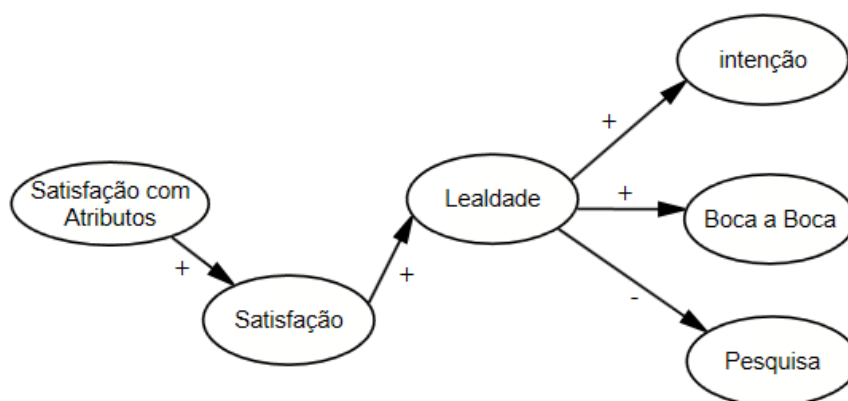 intenção
+
Satisfação com
Atributos
Lealdade
+
Boca a Boca
+
+
Satisfação
-
Pesquisa